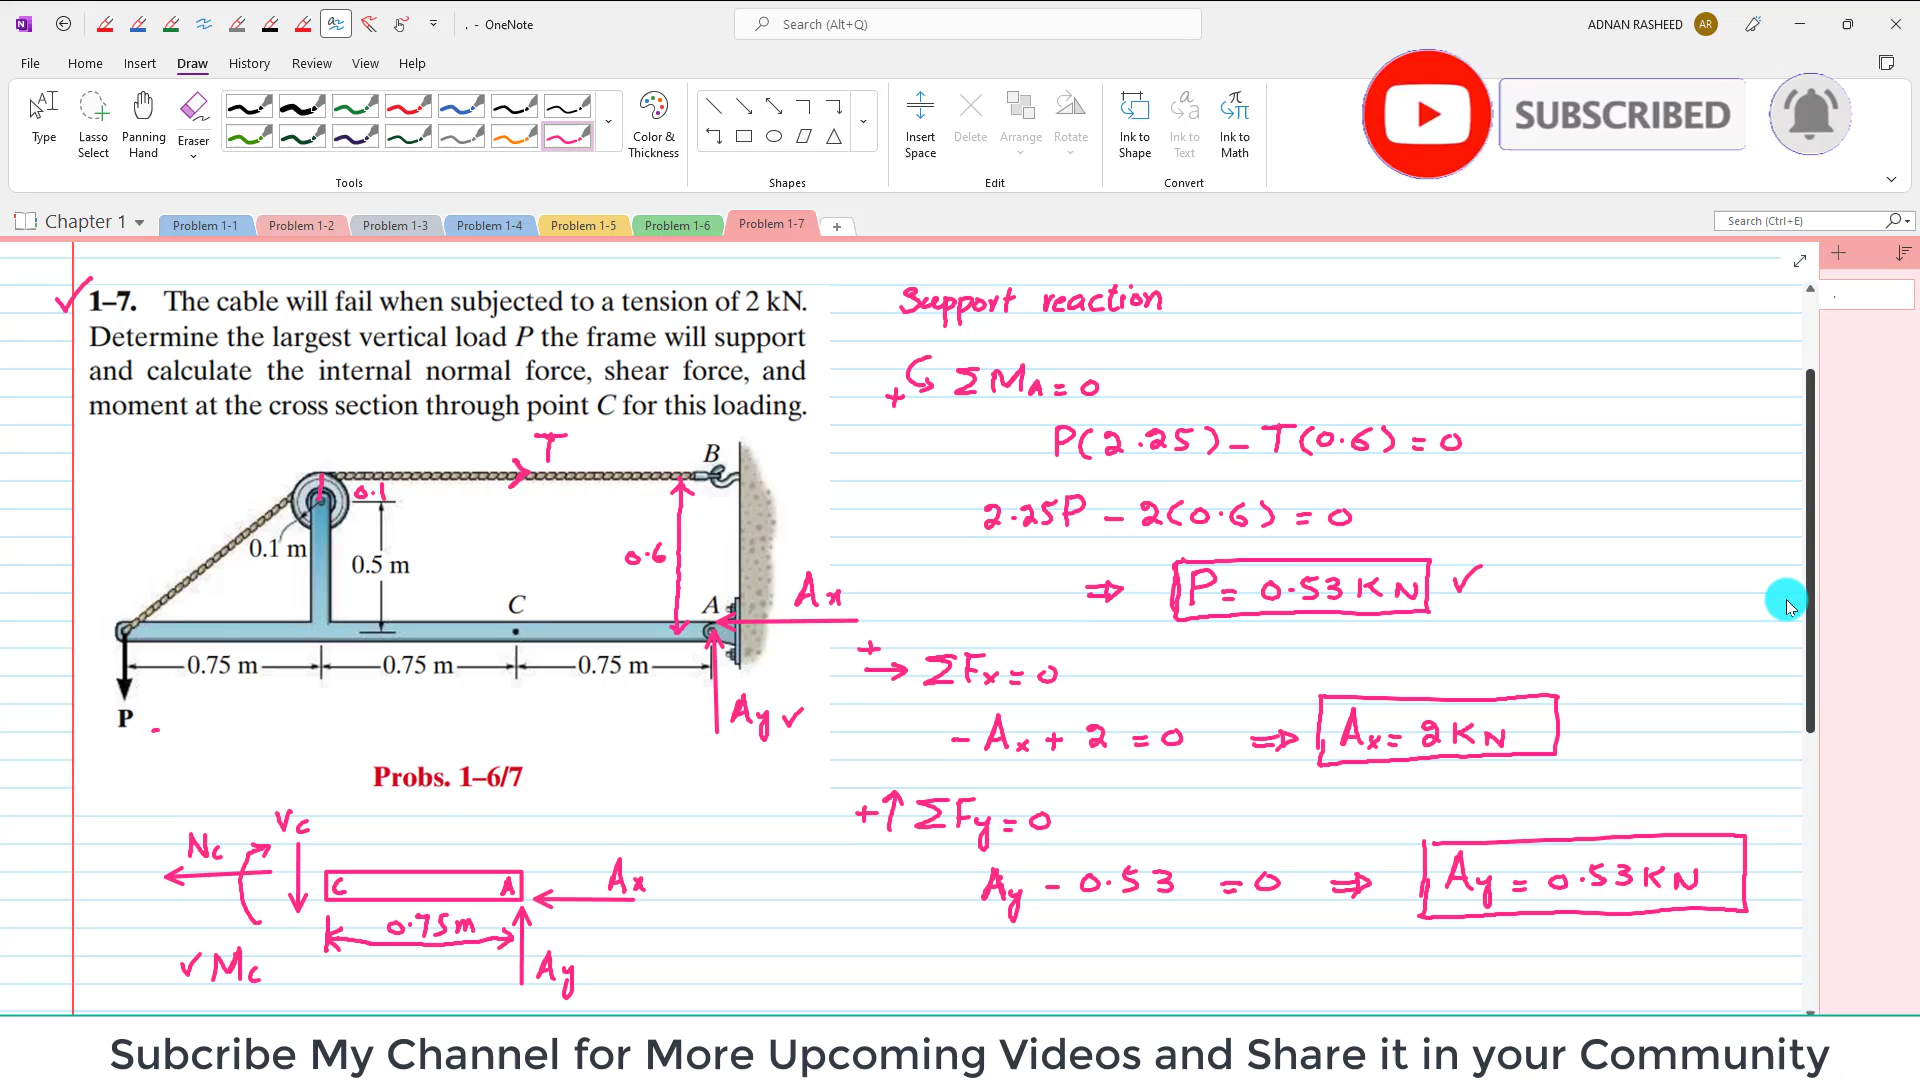 . - OneNote
Search (Alt+Q)
ADNAN RASHEED
AR
File Home Insert Draw History Review View Help
Type
Lasso Select
Panning Hand
Eraser
Color & Thickness
Insert Space
Delete
Arrange
Rotate
Ink to Shape
Ink to Text
Ink to Math
Tools
Shapes
Edit
Convert
SUBSCRIBED
Chapter 1
Problem 1-1
Problem 1-2
Problem 1-3
Problem 1-4
Problem 1-5
Problem 1-6
Problem 1-7
Search (Ctrl+E)
1–7. The cable will fail when subjected to a tension of 2 kN.
Determine the largest vertical load P the frame will support
and calculate the internal normal force, shear force, and
moment at the cross section through point C for this loading.
T
B
0.1
0.1 m
0.5 m
0.6
C
A
Ax
0.75 m
0.75 m
0.75 m
P
Ay ✓
Probs. 1–6/7
Nc
Vc
C
A
Ax
0.75m
✓ Mc
Ay
Support reaction
+ ΣMA = 0
P(2.25) - T(0.6) = 0
2.25P - 2(0.6) = 0
⇒ P = 0.53 KN ✓
+→ ΣFx = 0
- Ax + 2 = 0 ⇒ Ax = 2KN
+↑ ΣFy = 0
Ay - 0.53 = 0 ⇒ Ay = 0.53KN
Subcribe My Channel for More Upcoming Videos and Share it in your Community